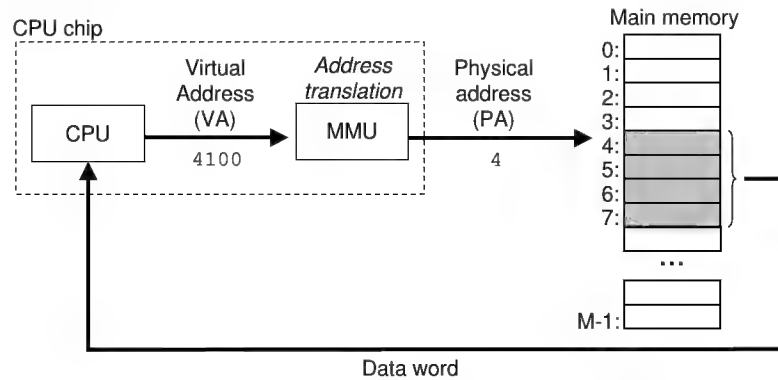 CPU chip
CPU
Virtual
Address
(VA)
4100
Address
translation
MMU
Physical
address
(PA)
4
Main memory
0:
1:
2:
3:
4:
5:
6:
7:
...
M-1:
Data word